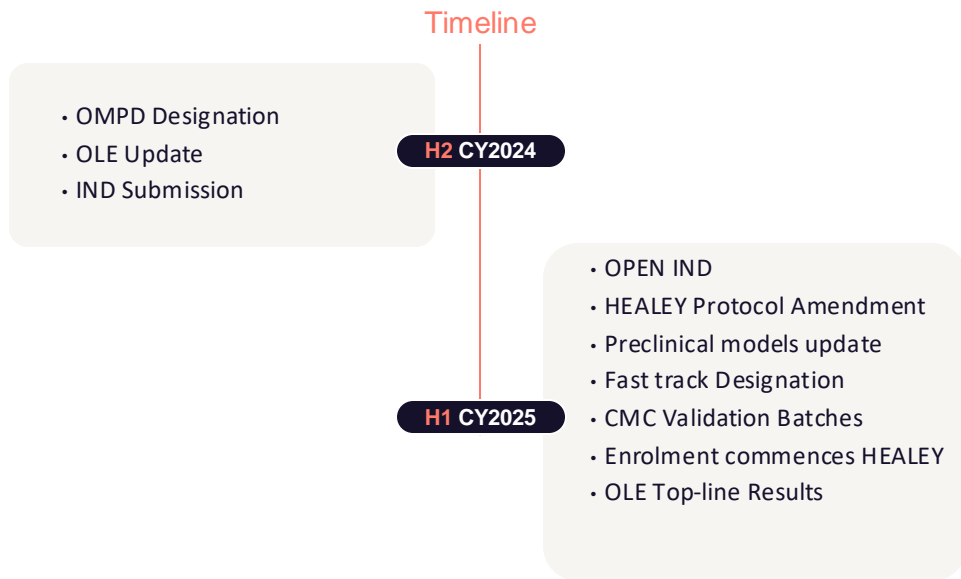 Timeline
• OMPD Designation
• OLE Update
• IND Submission
H2 CY2024
• OPEN IND
• HEALEY Protocol Amendment
• Preclinical models update
• Fast track Designation
• CMC Validation Batches
• Enrolment commences HEALEY
• OLE Top-line Results
H1 CY2025